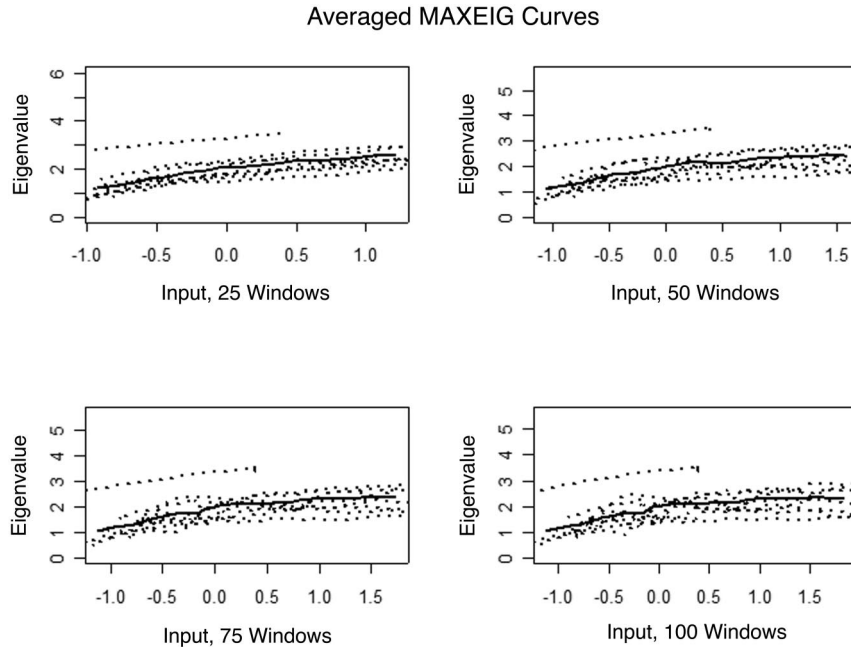 Averaged MAXEIG Curves
Eigenvalue
0 2 4 6
-1.0 -0.5 0.0 0.5 1.0
Input, 25 Windows
Eigenvalue
0 1 2 3 4 5
-1.0 -0.5 0.0 0.5 1.0 1.5
Input, 50 Windows
Eigenvalue
0 1 2 3 4 5
-1.0 -0.5 0.0 0.5 1.0 1.5
Input, 75 Windows
Eigenvalue
0 1 2 3 4 5
-1.0 -0.5 0.0 0.5 1.0 1.5
Input, 100 Windows